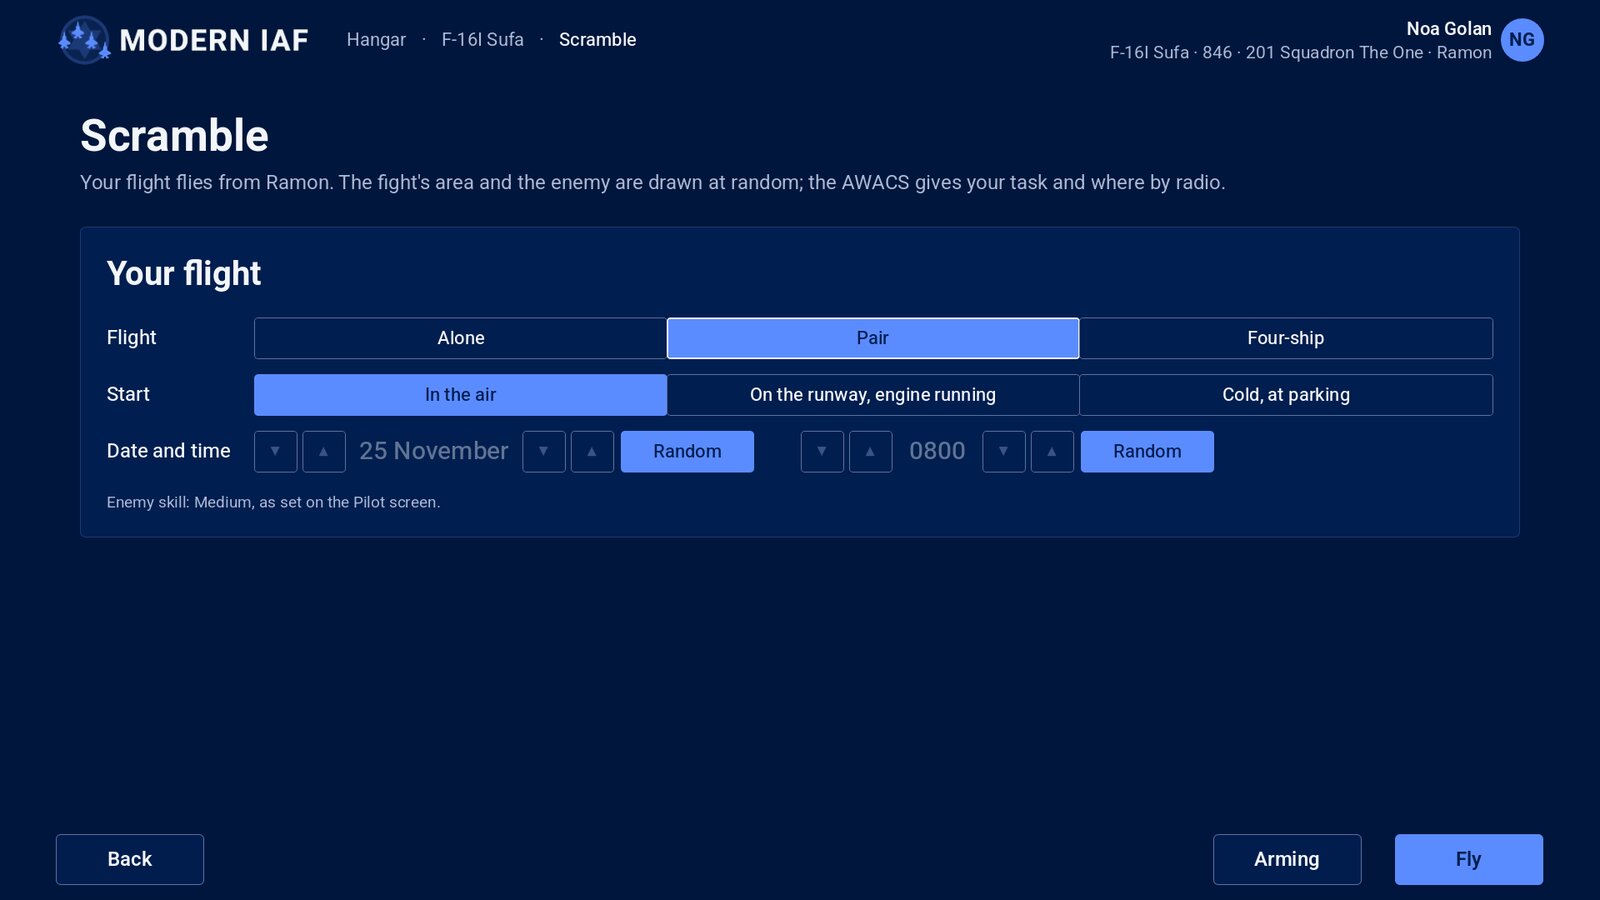 MODERN IAF
Hangar · F-16I Sufa · Scramble
Noa Golan
F-16I Sufa · 846 · 201 Squadron The One · Ramon
NG
Scramble
Your flight flies from Ramon. The fight's area and the enemy are drawn at random; the AWACS gives your task and where by radio.
Your flight
Flight Alone Pair Four-ship
Start In the air On the runway, engine running Cold, at parking
Date and time ▼ ▲ 25 November ▼ ▲ Random ▼ ▲ 0800 ▼ ▲ Random
Enemy skill: Medium, as set on the Pilot screen.
Back Arming Fly